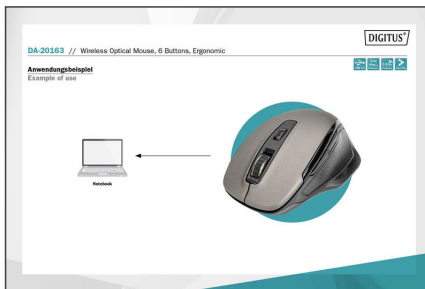 DIGITUS®
DA-20163 // Wireless Optical Mouse, 6 Buttons, Ergonomic
Anwendungsbeispiel
Example of use
Notebook